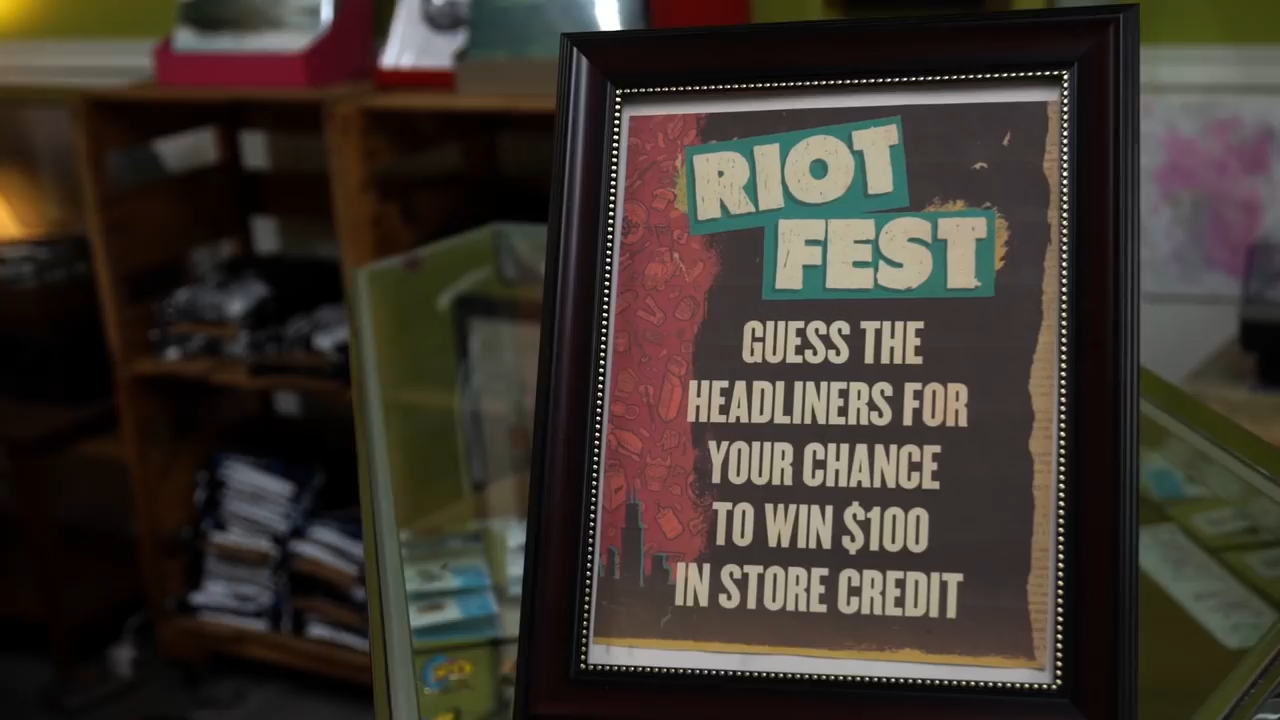 RIOT
FEST
GUESS THE
HEADLINERS FOR
YOUR CHANCE
TO WIN $100
IN STORE CREDIT